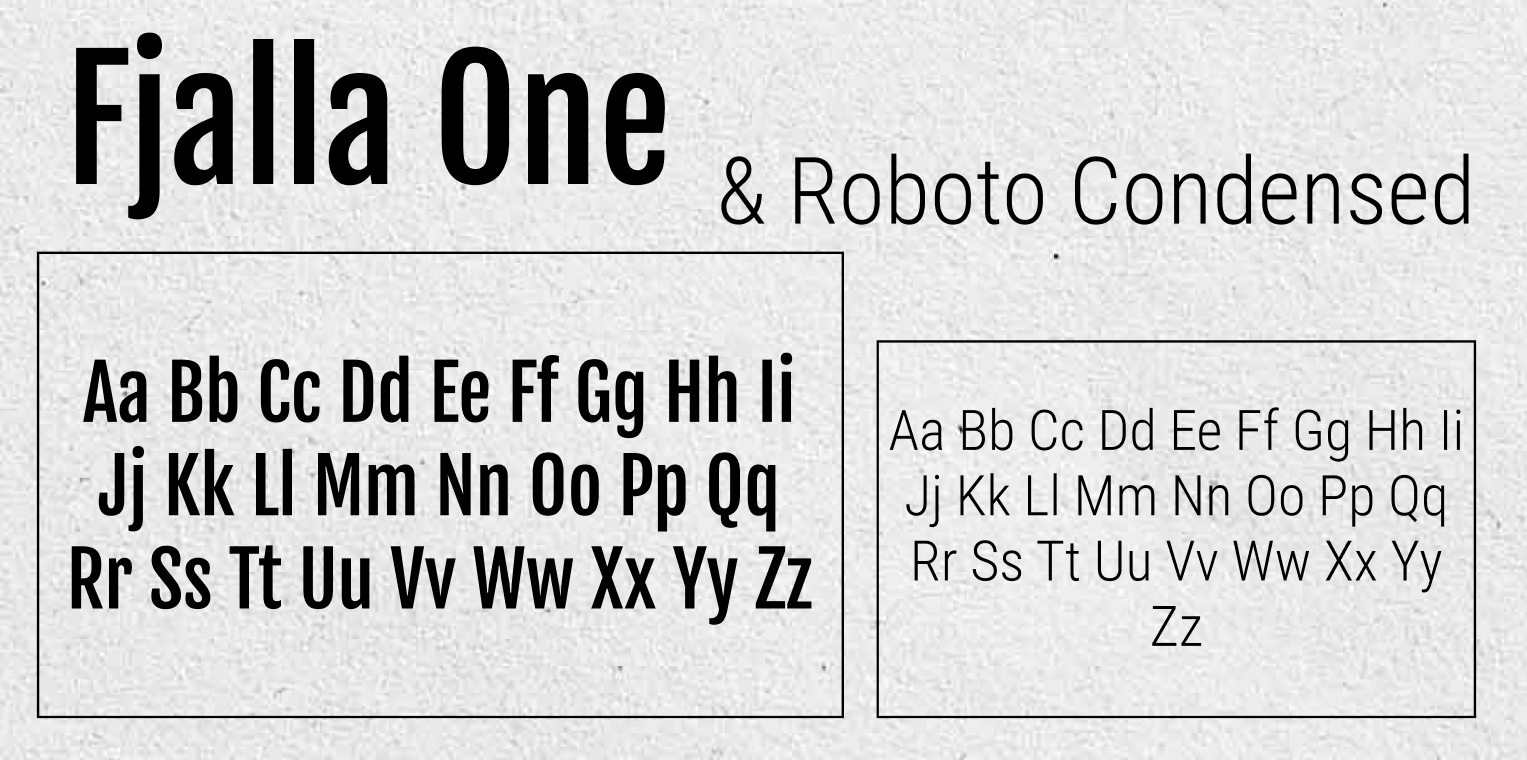 Fjalla One
& Roboto Condensed
Aa Bb Cc Dd Ee Ff Gg Hh Ii
Jj Kk Ll Mm Nn Oo Pp Qq
Rr Ss Tt Uu Vv Ww Xx Yy Zz
Aa Bb Cc Dd Ee Ff Gg Hh Ii
Jj Kk Ll Mm Nn Oo Pp Qq
Rr Ss Tt Uu Vv Ww Xx Yy
Zz